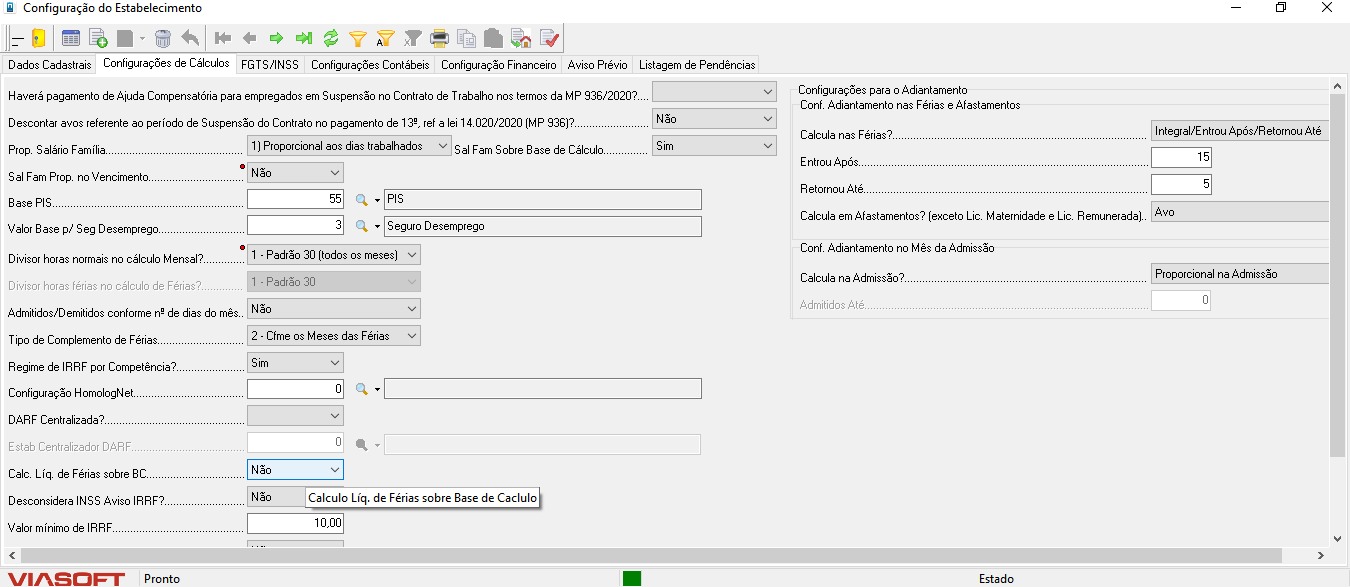 Configuração do Estabelecimento
Dados Cadastrais Configurações de Cálculos FGTS/INSS Configurações Contábeis Configuração Financeiro Aviso Prévio Listagem de Pendências
Haverá pagamento de Ajuda Compensatória para empregados em Suspensão no Contrato de Trabalho nos termos da MP 936/2020?....
Descontar avos referente ao período de Suspensão do Contrato no pagamento de 13º, ref a lei 14.020/2020 (MP 936)?........................ Não
Prop. Salário Família............................................ 1) Proporcional aos dias trabalhados Sal Fam Sobre Base de Cálculo.............. Sim
Sal Fam Prop. no Vencimento............................... Não
Base PIS............................................................. 55 PIS
Valor Base p/ Seg Desemprego........................... 3 Seguro Desemprego
Divisor horas normais no cálculo Mensal?............. 1 - Padrão 30 (todos os meses)
Divisor horas férias no cálculo de Férias?............. 1 - Padrão 30
Admitidos/Demitidos conforme nº de dias do mês.. Não
Tipo de Complemento de Férias........................... 2 - Cfme os Meses das Férias
Regime de IRRF por Competência?...................... Sim
Configuração HomologNet.................................... 0
DARF Centralizada?.............................................
Estab Centralizador DARF..................................... 0
Calc. Líq. de Férias sobre BC................................ Não
Desconsidera INSS Aviso IRRF?.......................... Não
Calculo Líq. de Férias sobre Base de Caclulo
Valor mínimo de IRRF........................................... 10,00
Configurações para o Adiantamento
Conf. Adiantamento nas Férias e Afastamentos
Calcula nas Férias?.............................................................................. Integral/Entrou Após/Retornou Até
Entrou Após......................................................................................... 15
Retornou Até........................................................................................ 5
Calcula em Afastamentos? (exceto Lic. Maternidade e Lic. Remunerada).. Avo
Conf. Adiantamento no Mês da Admissão
Calcula na Admissão?.......................................................................... Proporcional na Admissão
Admitidos Até....................................................................................... 0
VIASOFT Pronto Estado